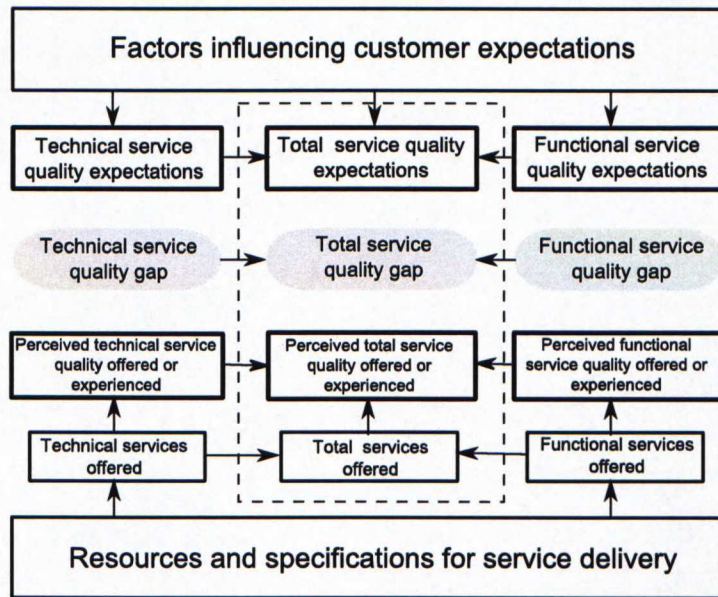 Factors influencing customer expectations
Technical service
quality expectations
Total service quality
expectations
Functional service
quality expectations
Technical service
quality gap
Total service
quality gap
Functional service
quality gap
Perceived technical service
quality offered or
experienced
Perceived total service
quality offered or
experienced
Perceived functional
service quality offered or
experienced
Technical services
offered
Total services
offered
Functional services
offered
Resources and specifications for service delivery